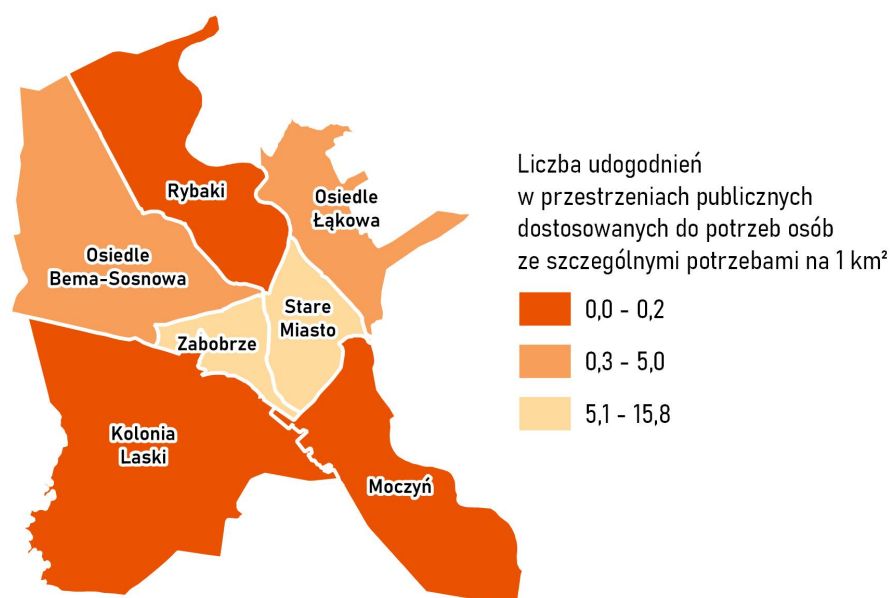 Rybaki
Osiedle
Łąkowa
Osiedle
Bema-Sosnowa
Stare
Miasto
Zabobrze
Kolonia
Laski
Moczyń
Liczba udogodnień
w przestrzeniach publicznych
dostosowanych do potrzeb osób
ze szczególnymi potrzebami na 1 km²
0,0 - 0,2
0,3 - 5,0
5,1 - 15,8